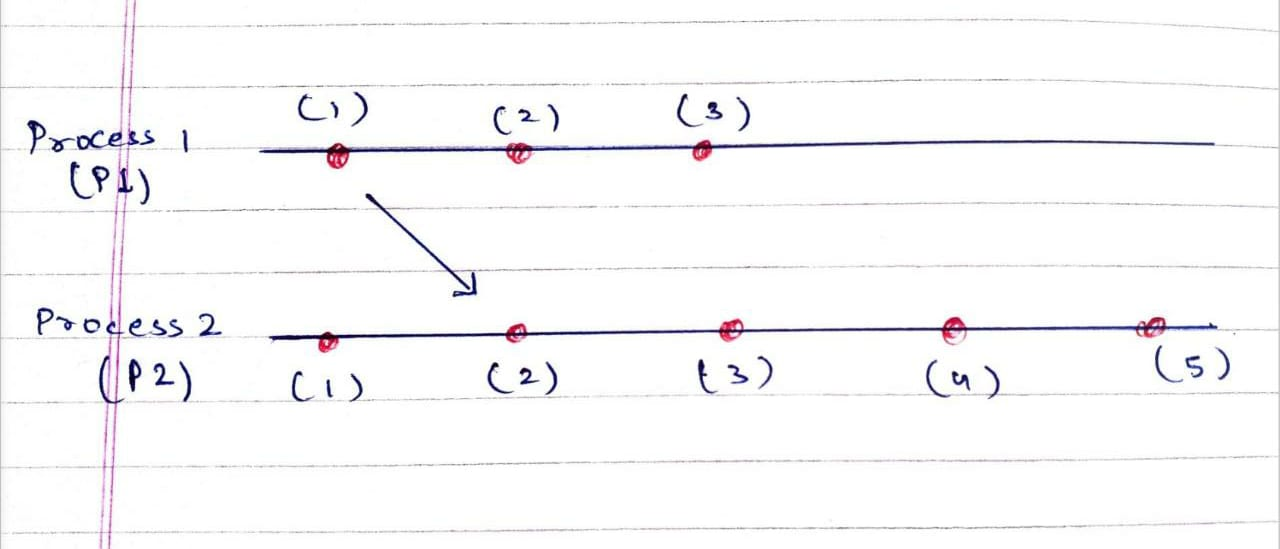 (1) (2) (3)
Process 1
(P1)
Process 2
(P2)
(1) (2) (3) (4) (5)